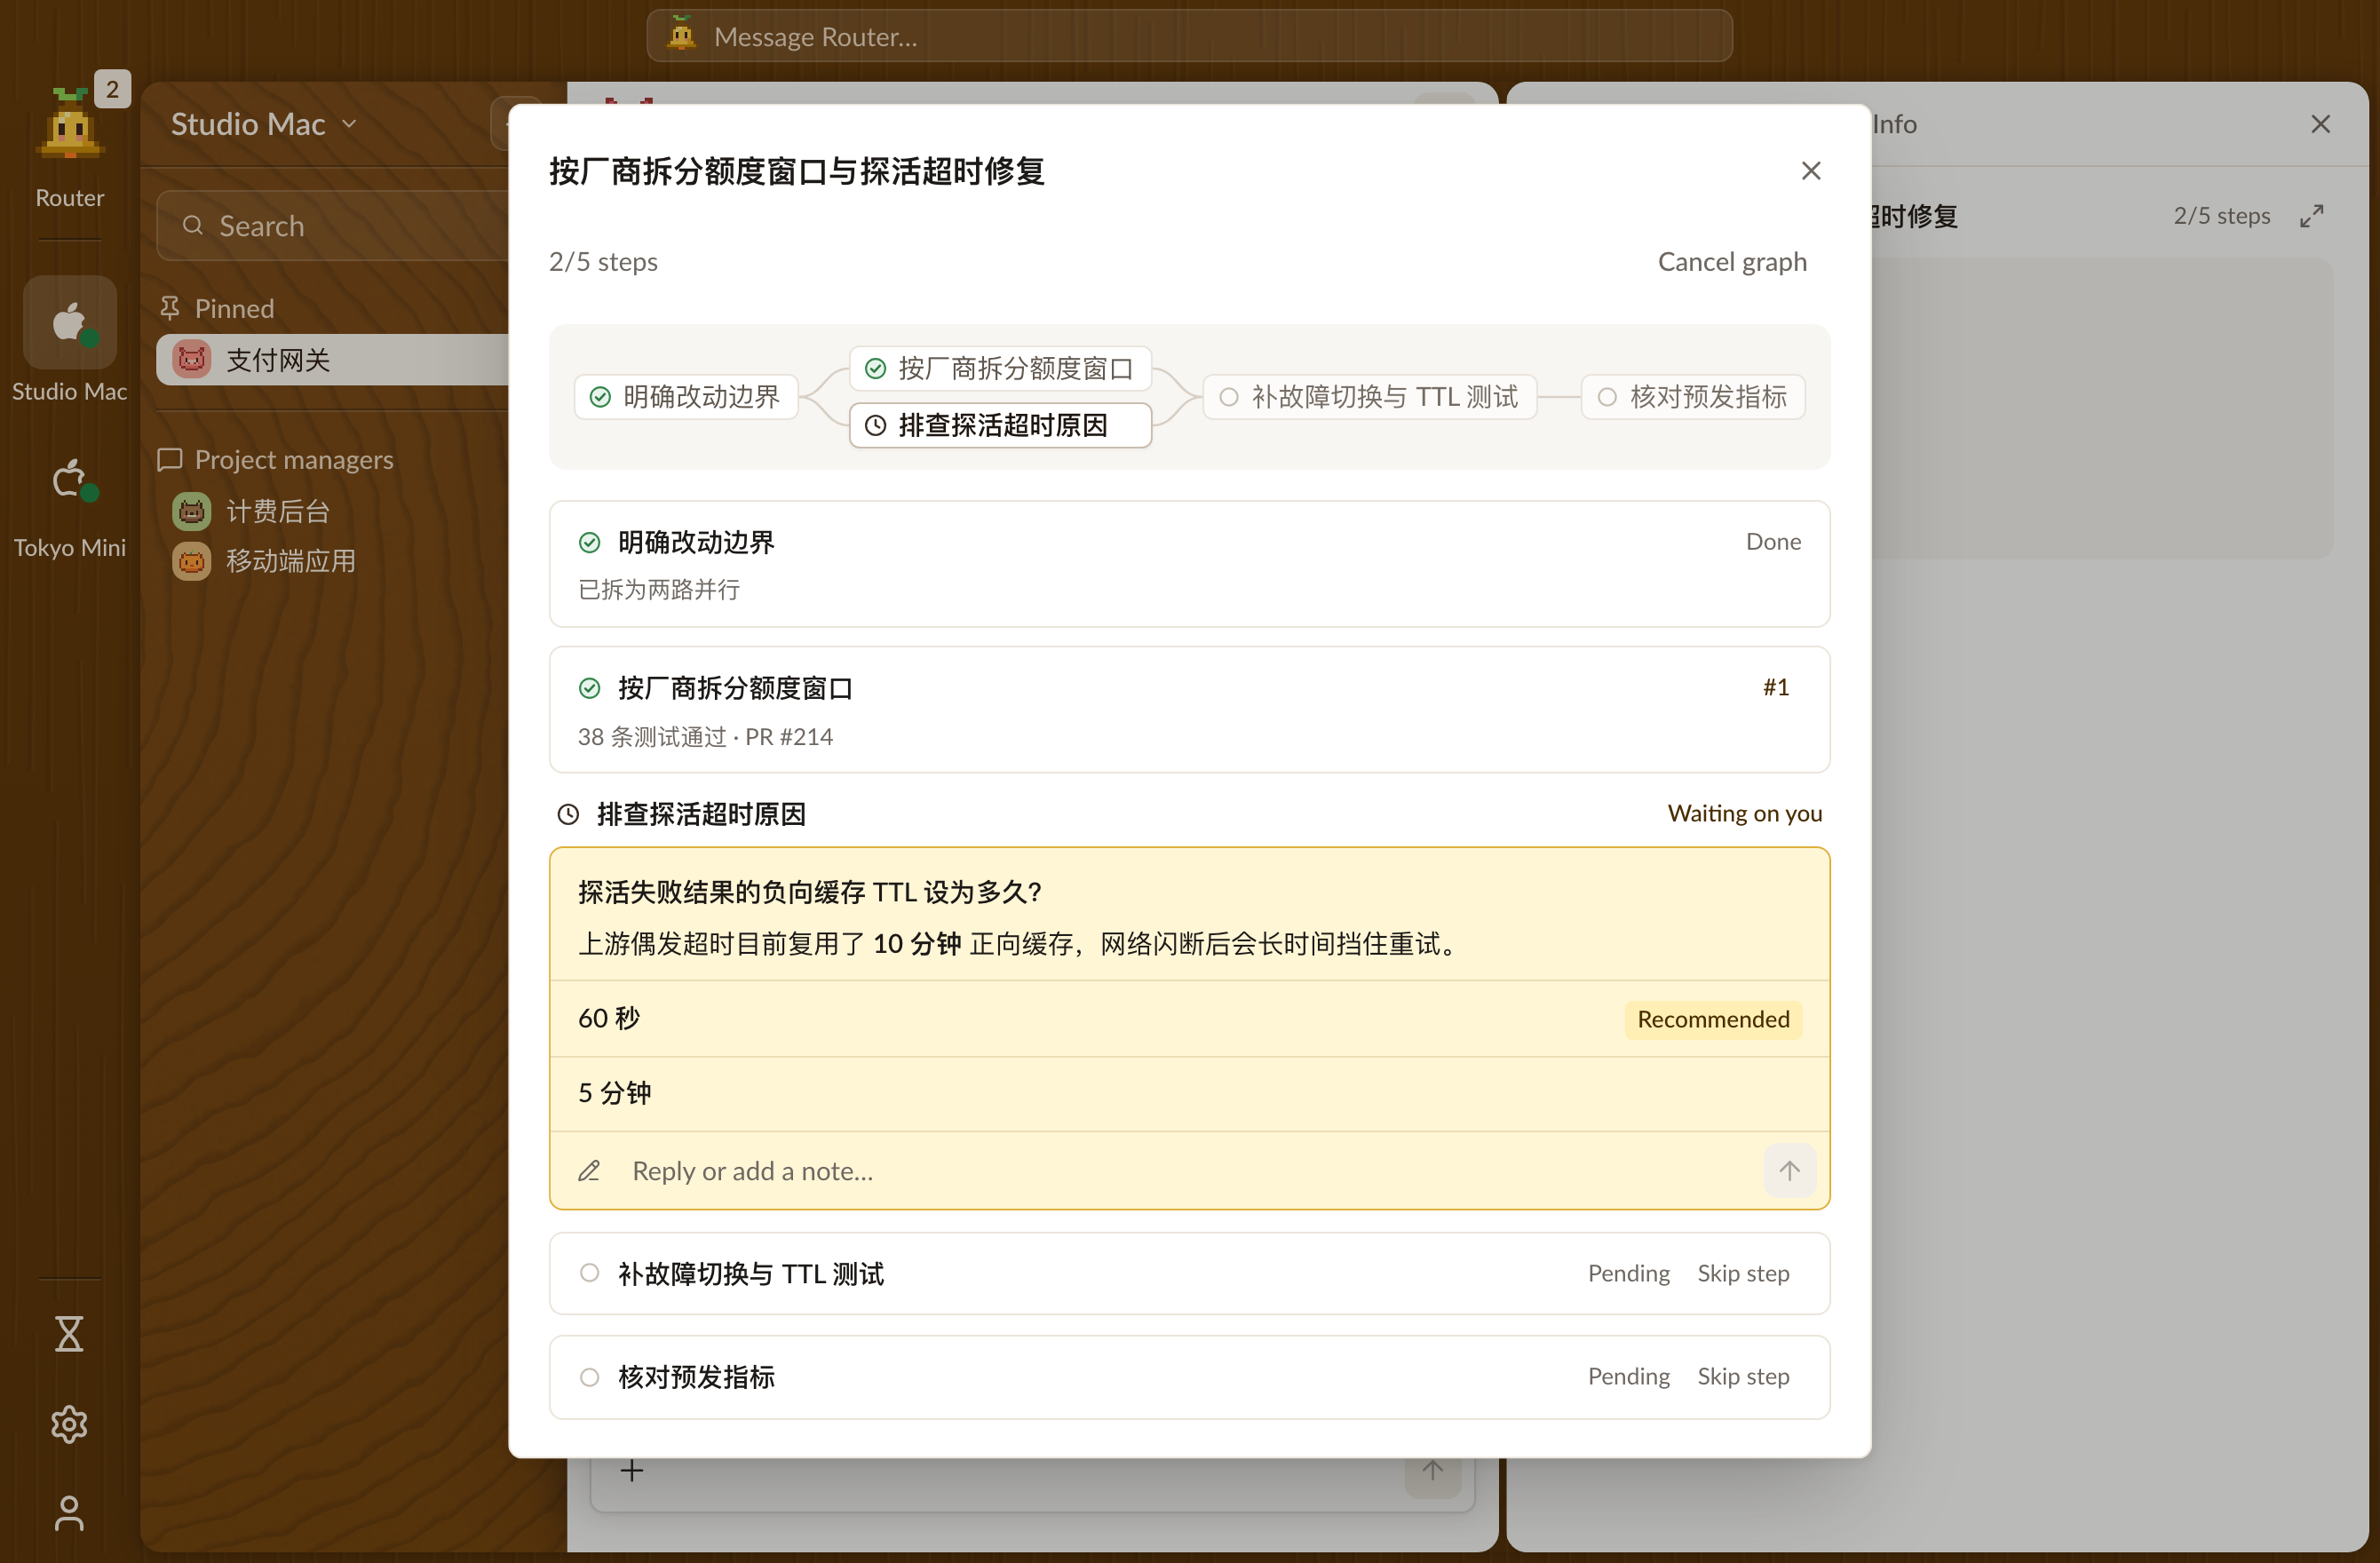 Message Router...
2
Router
Studio Mac
Tokyo Mini
Studio Mac
Search
Pinned
支付网关
Project managers
计费后台
移动端应用
Info
超时修复
2/5 steps
按厂商拆分额度窗口与探活超时修复
2/5 steps
Cancel graph
明确改动边界
按厂商拆分额度窗口
排查探活超时原因
补故障切换与 TTL 测试
核对预发指标
明确改动边界
Done
已拆为两路并行
按厂商拆分额度窗口
#1
38 条测试通过 · PR #214
排查探活超时原因
Waiting on you
探活失败结果的负向缓存 TTL 设为多久?
上游偶发超时目前复用了 10 分钟 正向缓存，网络闪断后会长时间挡住重试。
60 秒
Recommended
5 分钟
Reply or add a note...
补故障切换与 TTL 测试
Pending
Skip step
核对预发指标
Pending
Skip step